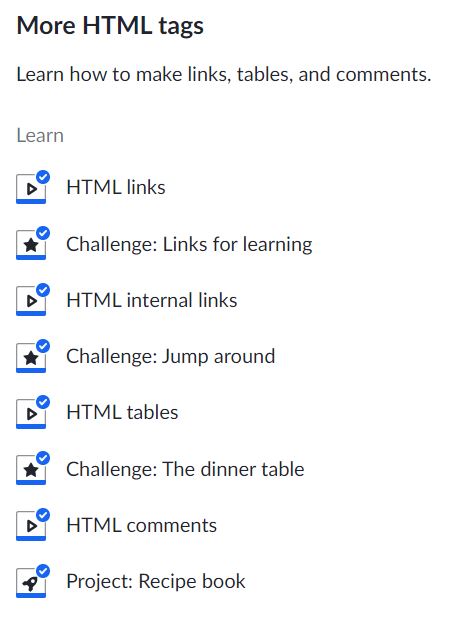 More HTML tags
Learn how to make links, tables, and comments.
Learn
HTML links
Challenge: Links for learning
HTML internal links
Challenge: Jump around
HTML tables
Challenge: The dinner table
HTML comments
Project: Recipe book